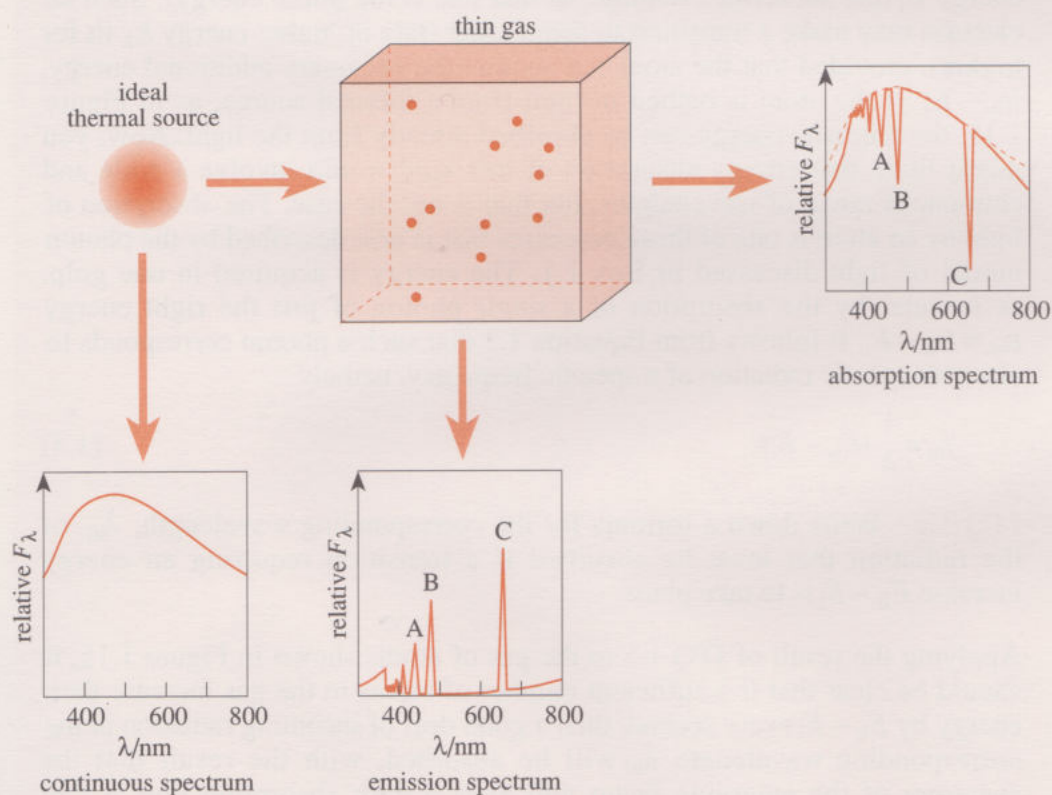 thin gas
ideal
thermal source
relative Fλ
A
B
C
400 600 800
λ/nm
absorption spectrum
relative Fλ
400 600 800
λ/nm
continuous spectrum
relative Fλ
A
B
C
400 600 800
λ/nm
emission spectrum